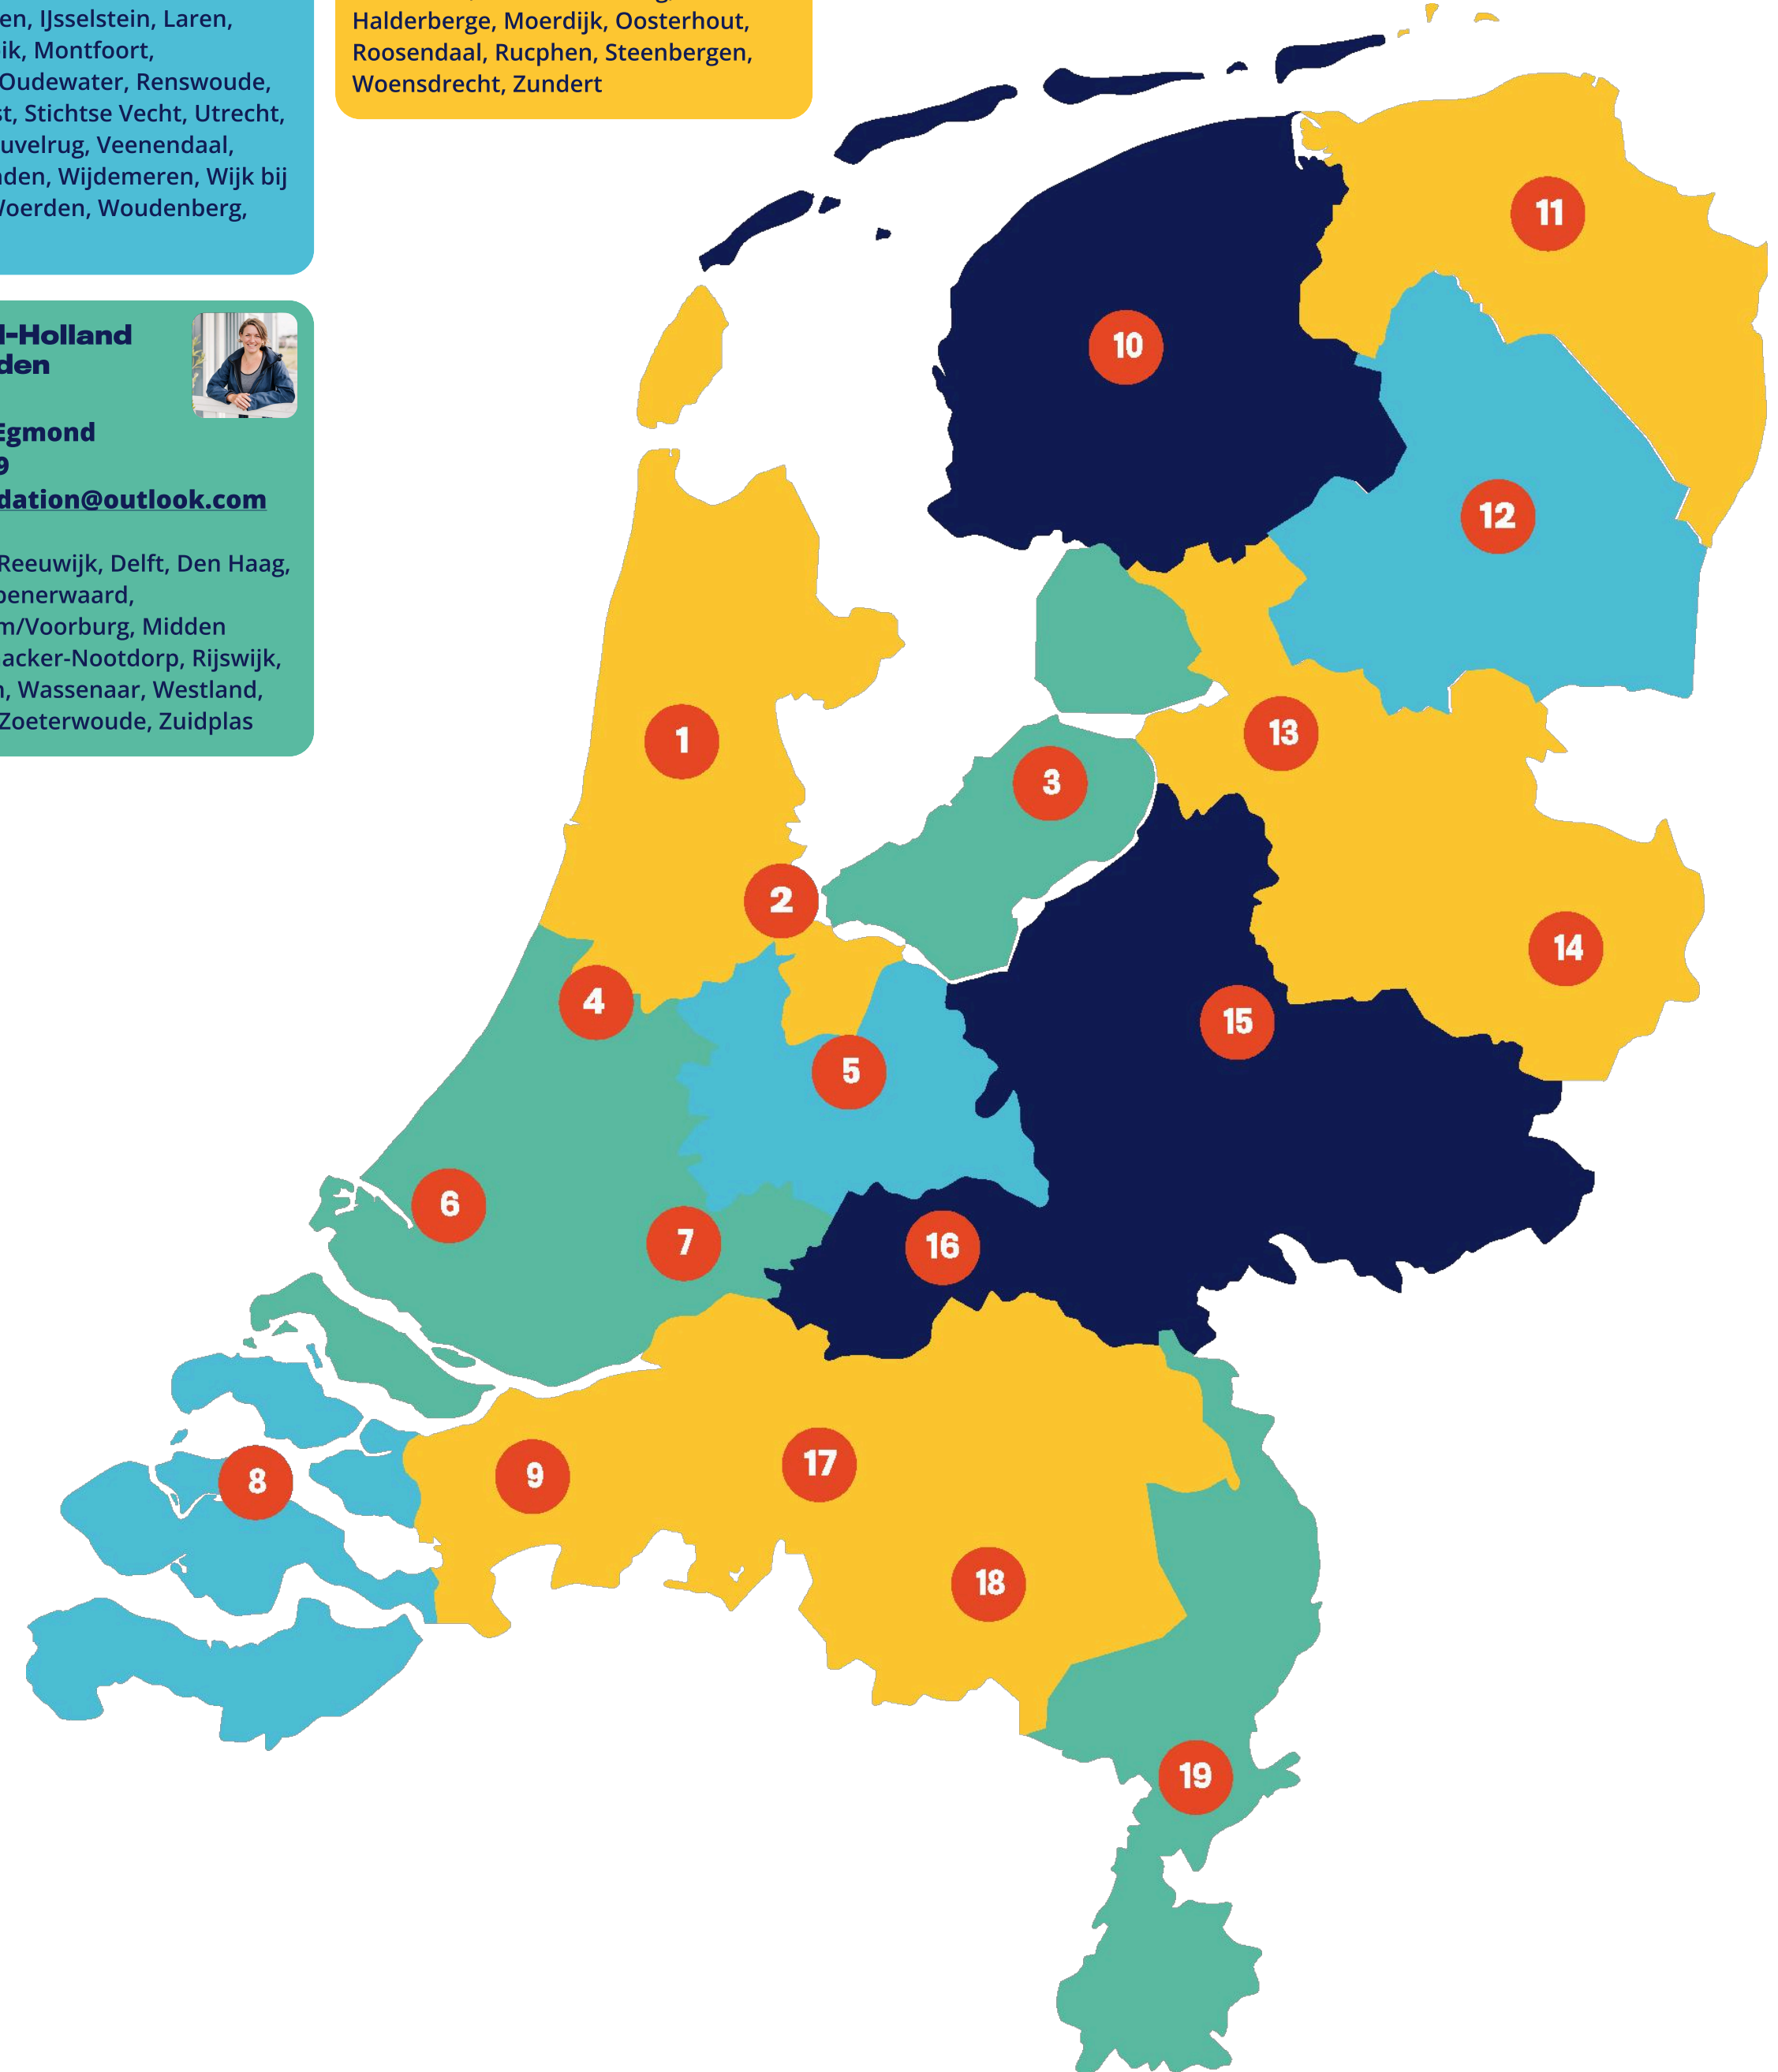 en, IJsselstein, Laren,
ik, Montfoort,
Oudewater, Renswoude,
st, Stichtse Vecht, Utrecht,
uvelrug, Veenendaal,
nden, Wijdemeren, Wijk bij
Woerden, Woudenberg,
Halderberge, Moerdijk, Oosterhout,
Roosendaal, Rucphen, Steenbergen,
Woensdrecht, Zundert
d-Holland
den
Egmond
9
dation@outlook.com
Reeuwijk, Delft, Den Haag,
penerwaard,
m/Voorburg, Midden
acker-Nootdorp, Rijswijk,
n, Wassenaar, Westland,
Zoeterwoude, Zuidplas
11
10
12
13
1
3
2
14
4
15
5
6
7
16
17
9
8
18
19